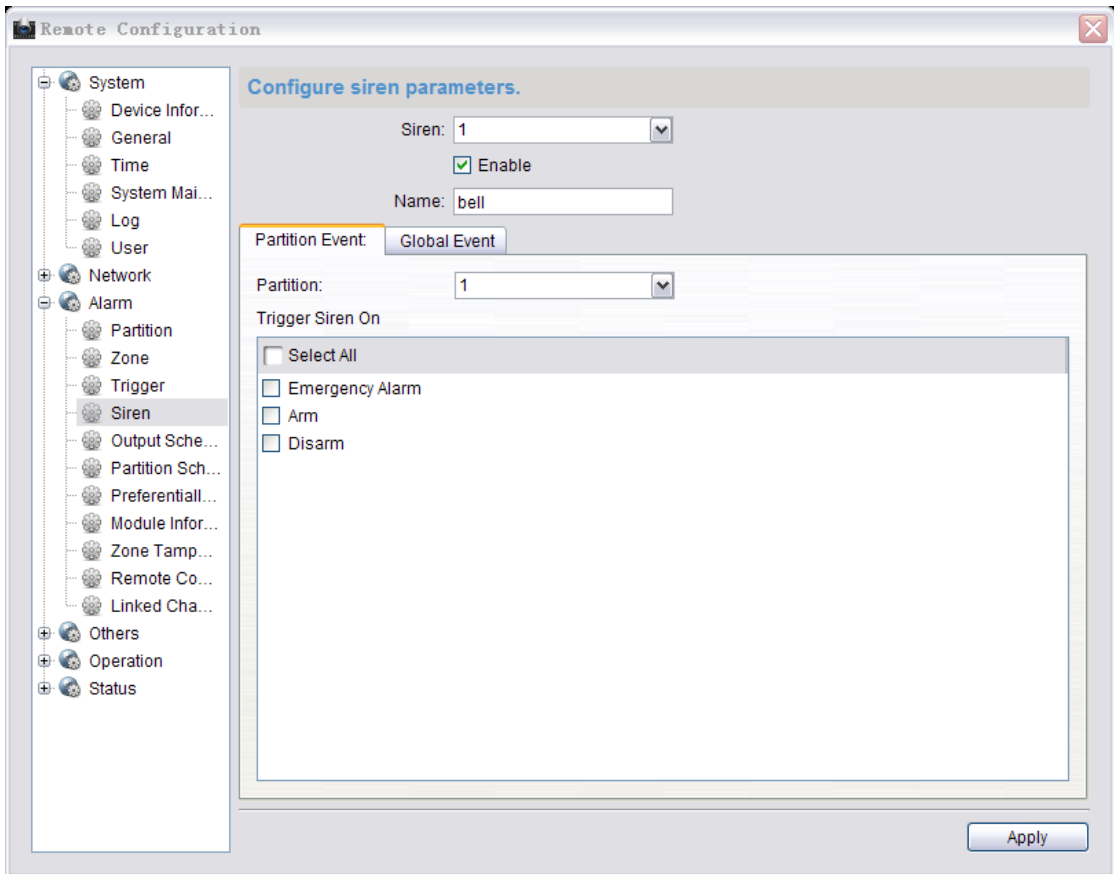 Remote Configuration
System
Device Infor...
General
Time
System Mai...
Log
User
Network
Alarm
Partition
Zone
Trigger
Siren
Output Sche...
Partition Sch...
Preferentiall...
Module Infor...
Zone Tamp...
Remote Co...
Linked Cha...
Others
Operation
Status
Configure siren parameters.
Siren: 1
Enable
Name: bell
Partition Event: Global Event
Partition: 1
Trigger Siren On
Select All
Emergency Alarm
Arm
Disarm
Apply